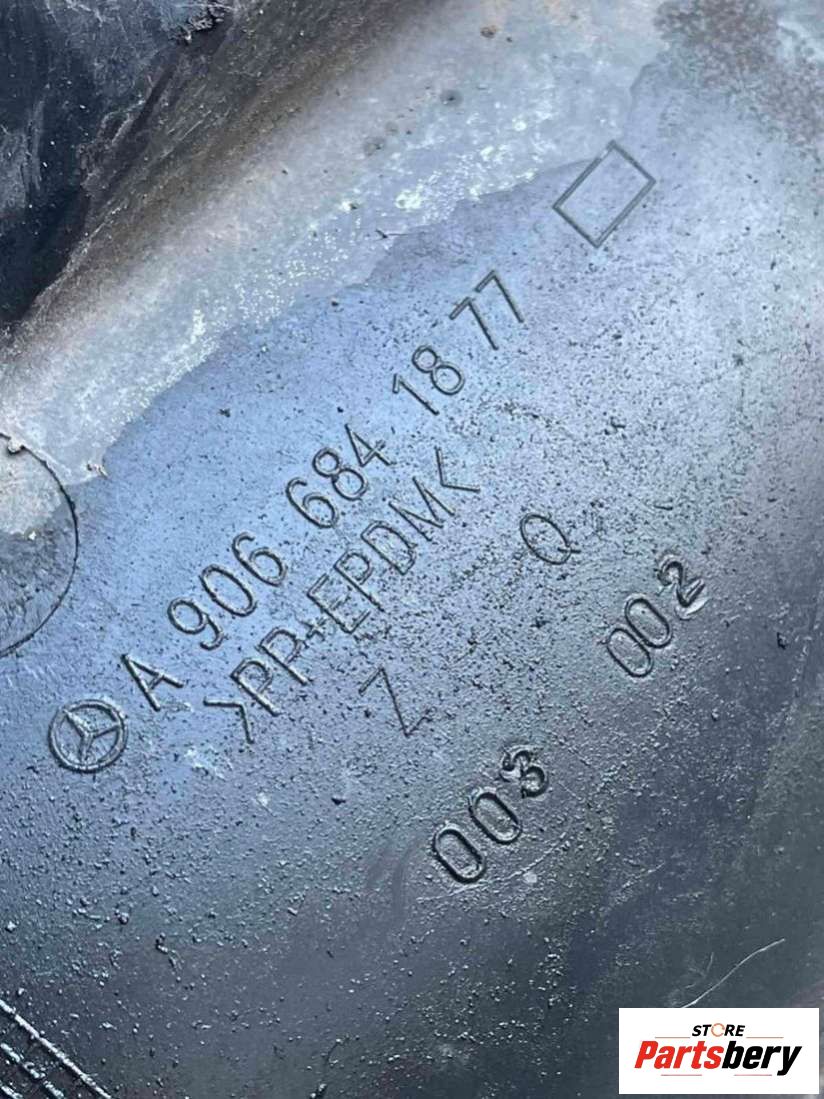 A 906 684 18 77
>PP+EPDM<
Z Q
003 002
STORE
Partsbery